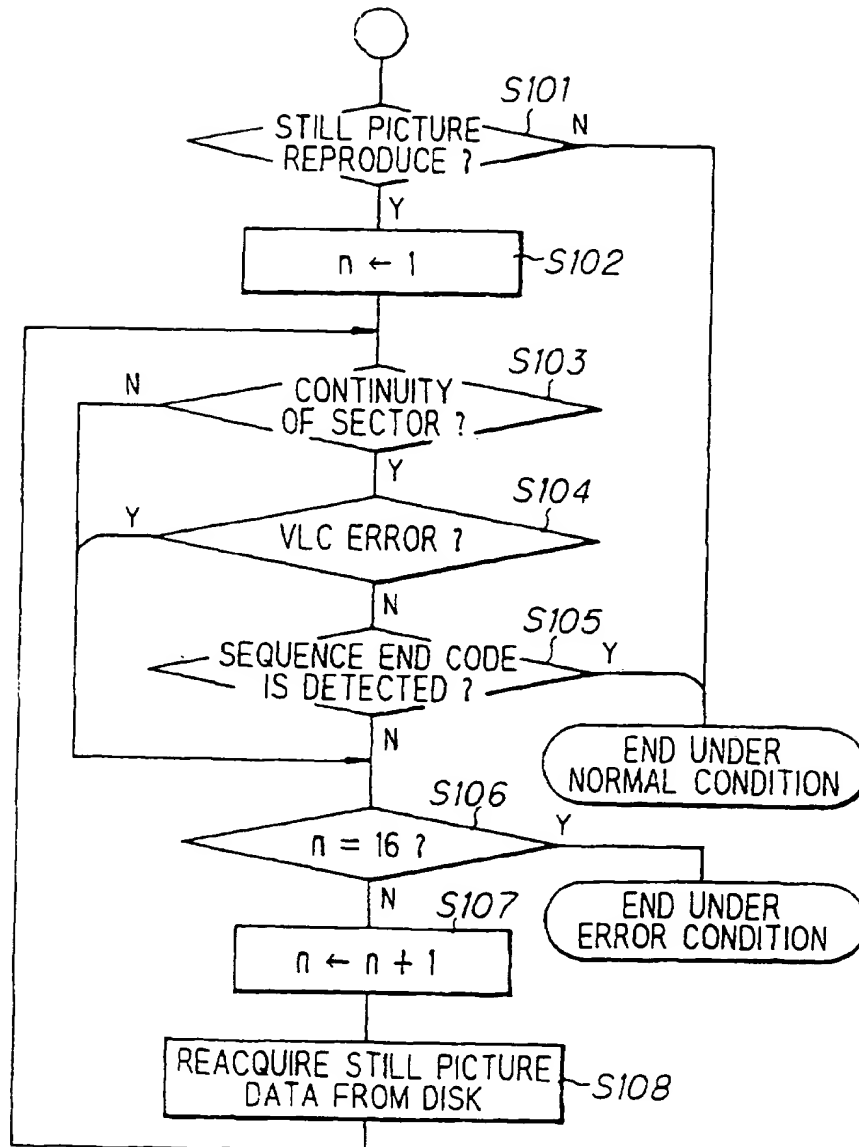 S101
STILL PICTURE
REPRODUCE ?
N
Y
n ← 1
S102
S103
N
CONTINUITY
OF SECTOR ?
Y
S104
Y
VLC ERROR ?
N
S105
SEQUENCE END CODE
IS DETECTED ?
Y
N
END UNDER
NORMAL CONDITION
S106
n = 16 ?
Y
N
END UNDER
ERROR CONDITION
S107
n ← n + 1
REACQUIRE STILL PICTURE
DATA FROM DISK
S108